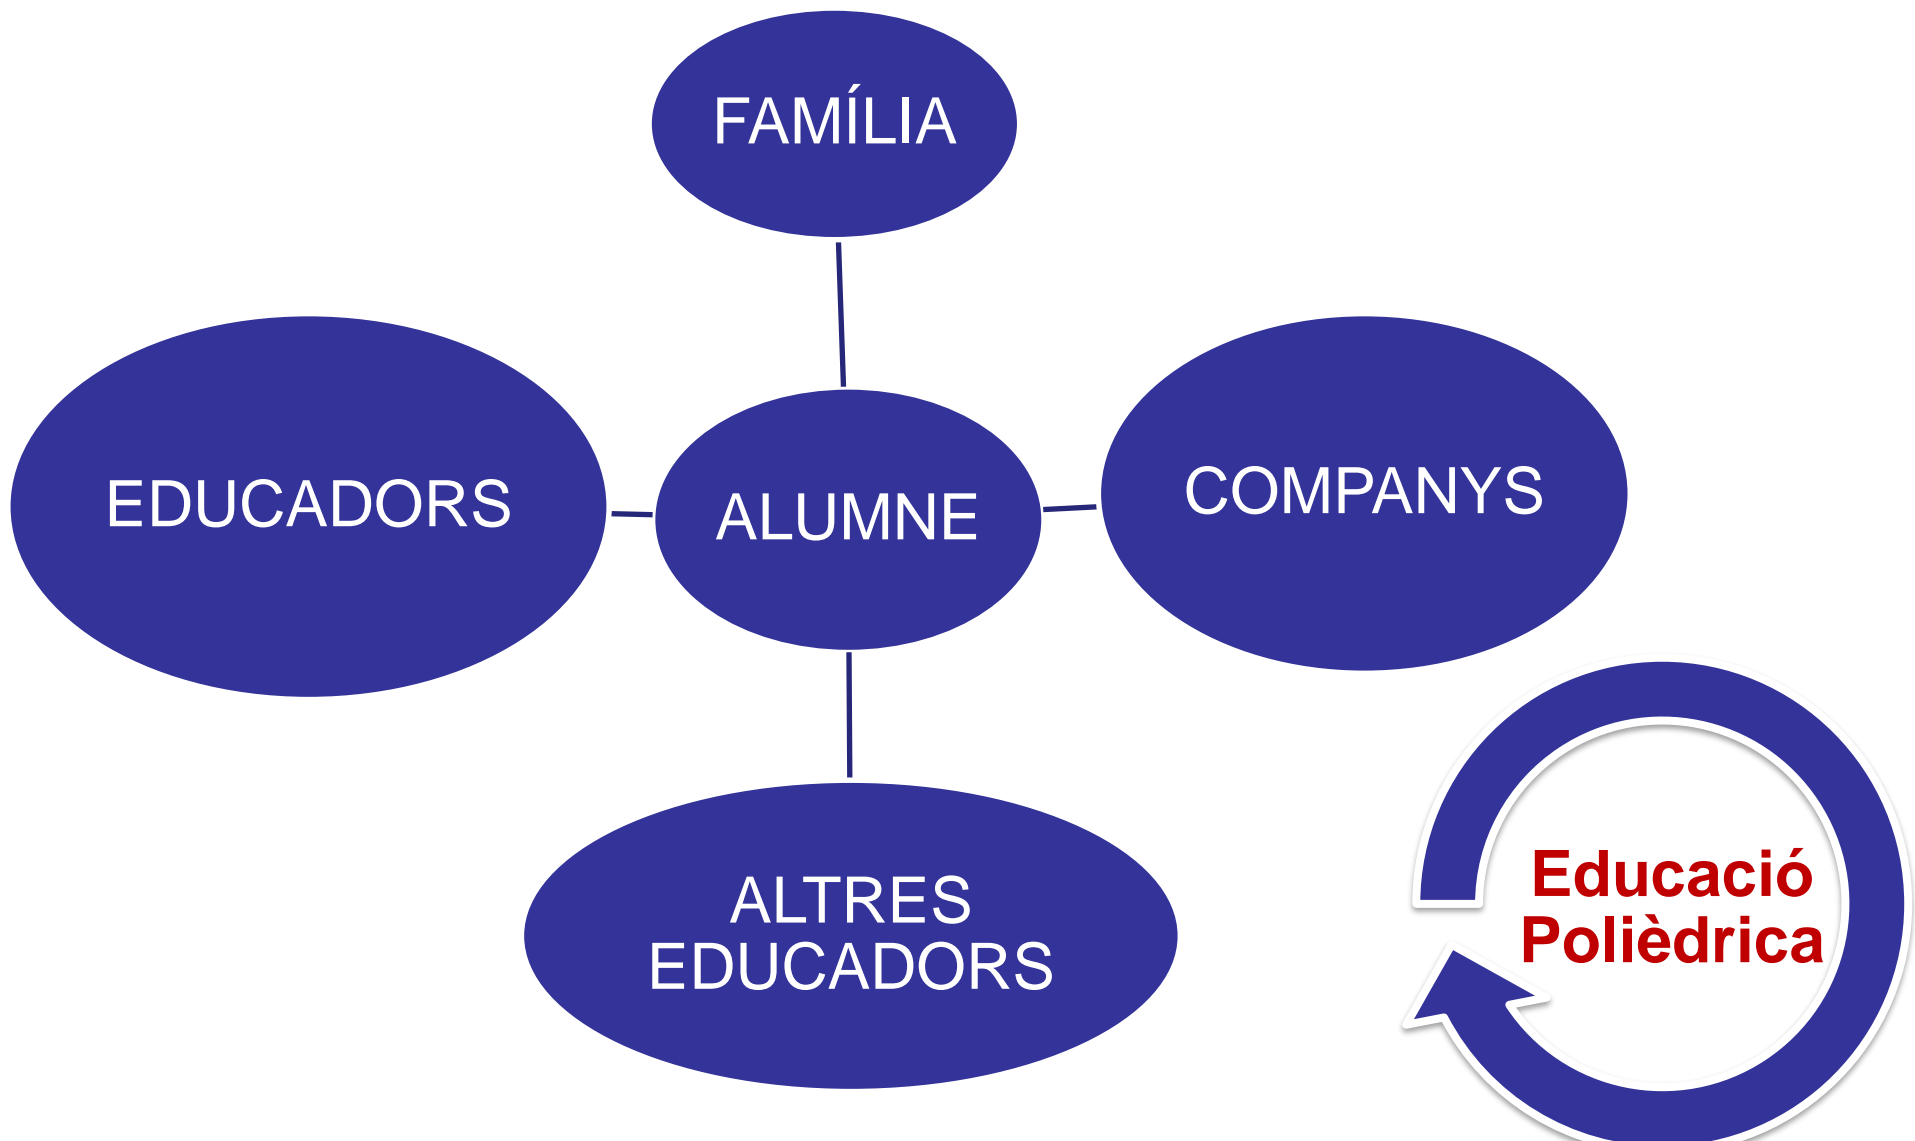 FAMÍLIA
EDUCADORS
ALUMNE
COMPANYS
ALTRES
EDUCADORS
Educació
Polièdrica